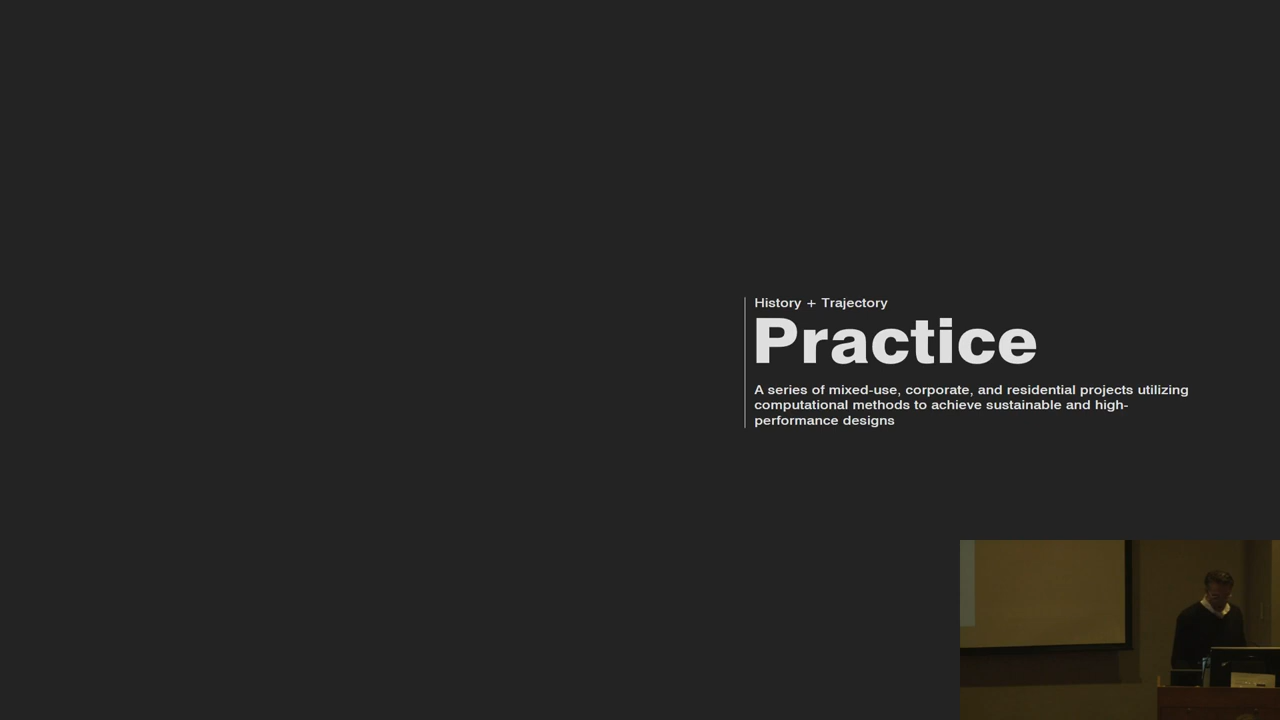 History + Trajectory
Practice
A series of mixed-use, corporate, and residential projects utilizing
computational methods to achieve sustainable and high-
performance designs